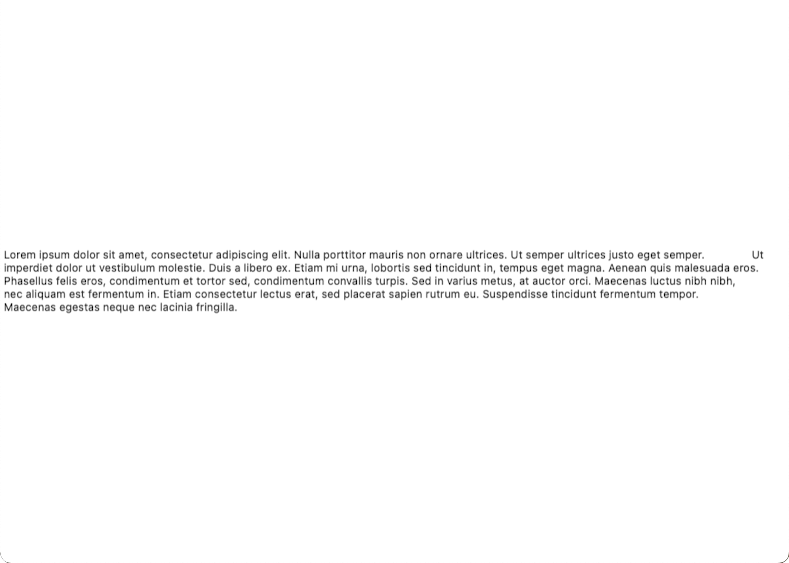 Lorem ipsum dolor sit amet, consectetur adipiscing elit. Nulla porttitor mauris non ornare ultrices. Ut semper ultrices justo eget semper. Ut
imperdiet dolor ut vestibulum molestie. Duis a libero ex. Etiam mi urna, lobortis sed tincidunt in, tempus eget magna. Aenean quis malesuada eros.
Phasellus felis eros, condimentum et tortor sed, condimentum convallis turpis. Sed in varius metus, at auctor orci. Maecenas luctus nibh nibh,
nec aliquam est fermentum in. Etiam consectetur lectus erat, sed placerat sapien rutrum eu. Suspendisse tincidunt fermentum tempor.
Maecenas egestas neque nec lacinia fringilla.